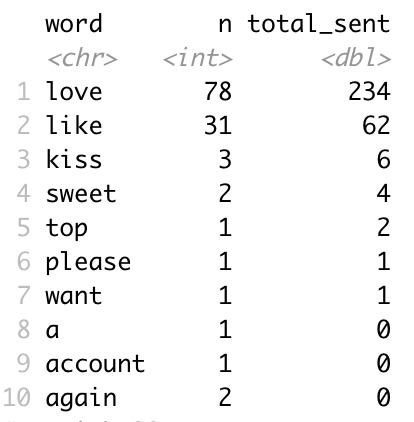 word n total_sent
<chr> <int> <dbl>
1 love 78 234
2 like 31 62
3 kiss 3 6
4 sweet 2 4
5 top 1 2
6 please 1 1
7 want 1 1
8 a 1 0
9 account 1 0
10 again 2 0